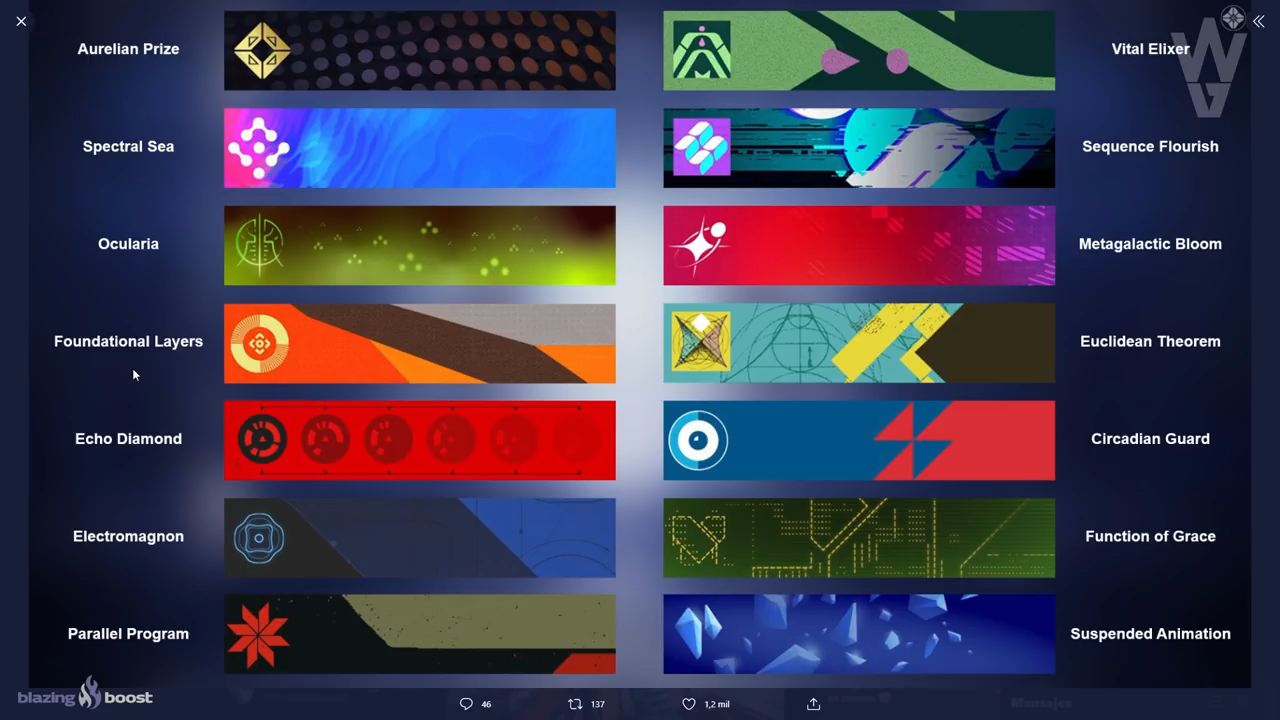 Aurelian Prize
Vital Elixer
Spectral Sea
Sequence Flourish
Ocularia
Metagalactic Bloom
Foundational Layers
Euclidean Theorem
Echo Diamond
Circadian Guard
Electromagnon
Function of Grace
Parallel Program
Suspended Animation
WG
blazing boost
46
137
1,2 mil